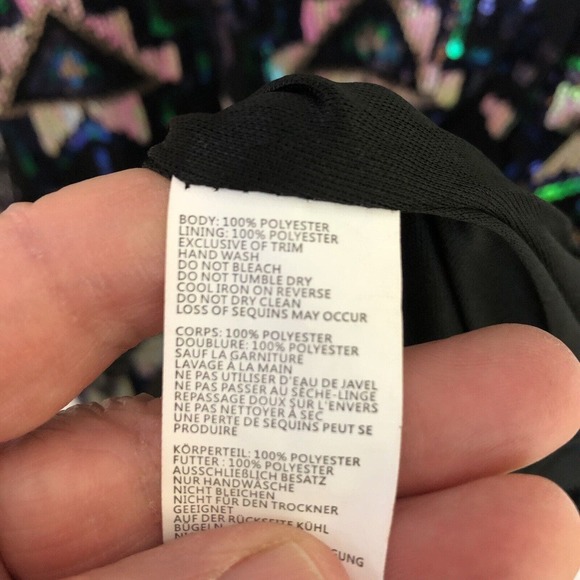 BODY: 100% POLYESTER
LINING: 100% POLYESTER
EXCLUSIVE OF TRIM
HAND WASH
DO NOT BLEACH
DO NOT TUMBLE DRY
COOL IRON ON REVERSE
DO NOT DRY CLEAN
LOSS OF SEQUINS MAY OCCUR
CORPS: 100% POLYESTER
DOUBLURE: 100% POLYESTER
SAUF LA GARNITURE
LAVAGE À LA MAIN
NE PAS UTILISER D'EAU DE JAVEL
NE PAS PASSER AU SÈCHE-LINGE
REPASSAGE DOUX SUR L'ENVERS
NE PAS NETTOYER À SEC
UNE PERTE DE SEQUINS PEUT SE
PRODUIRE
KÖRPERTEIL: 100% POLYESTER
FUTTER : 100% POLYESTER
AUSSCHLIEẞLICH BESATZ
NUR HANDWÄSCHE
NICHT BLEICHEN
NICHT FÜR DEN TROCKNER
GEEIGNET
AUF DER RÜCKSEITE KÜHL